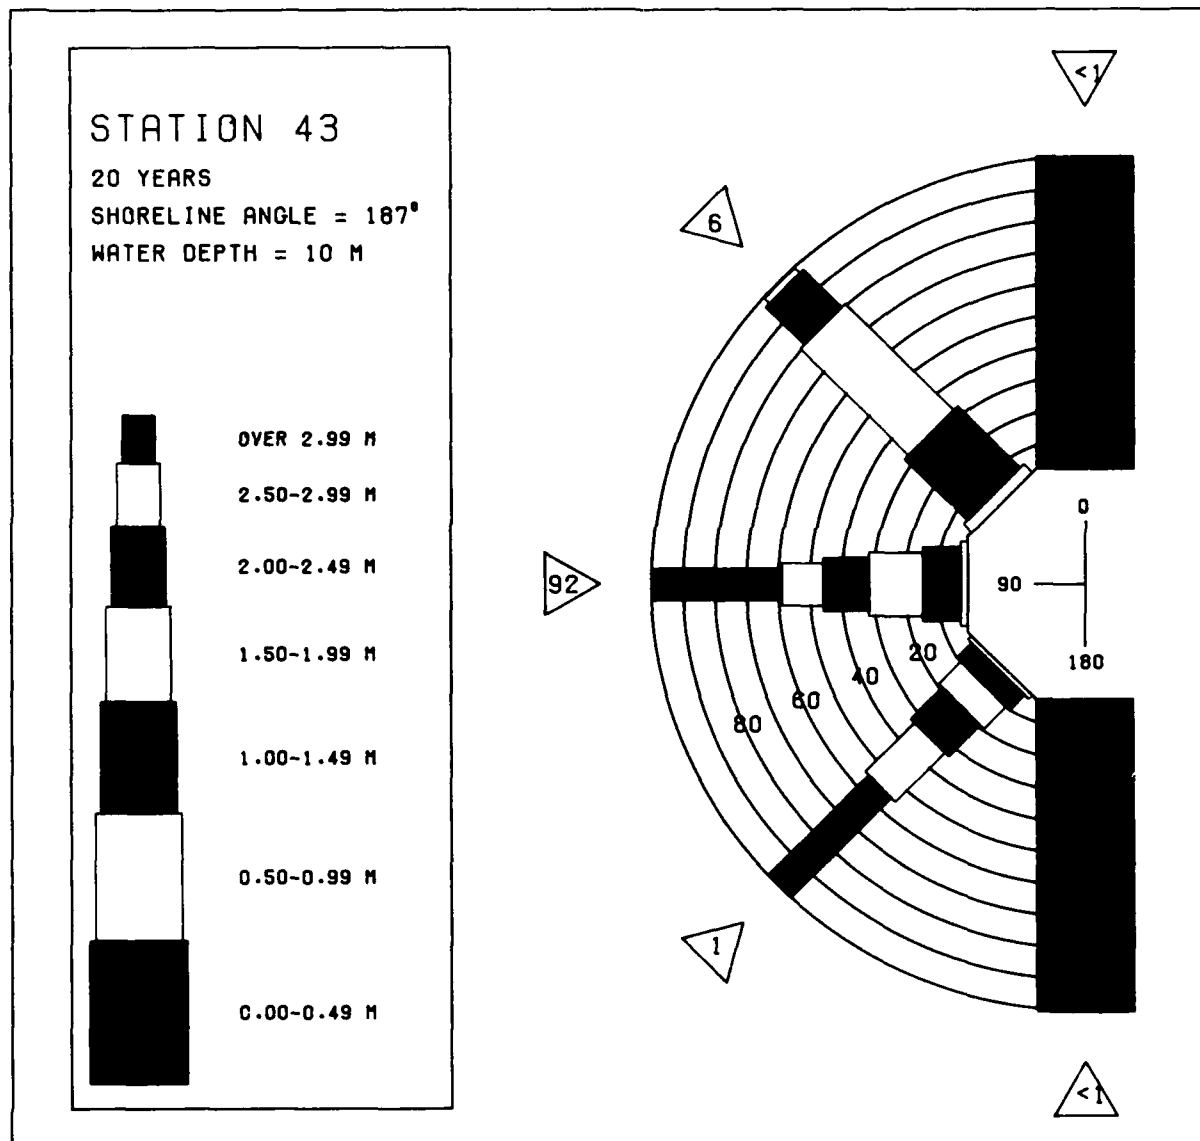 STATION 43
20 YEARS
SHORELINE ANGLE = 187°
WATER DEPTH = 10 M
OVER 2.99 M
2.50-2.99 M
2.00-2.49 M
1.50-1.99 M
1.00-1.49 M
0.50-0.99 M
0.00-0.49 M
<1
6
92
1
<1
0
90
180
20
40
60
80